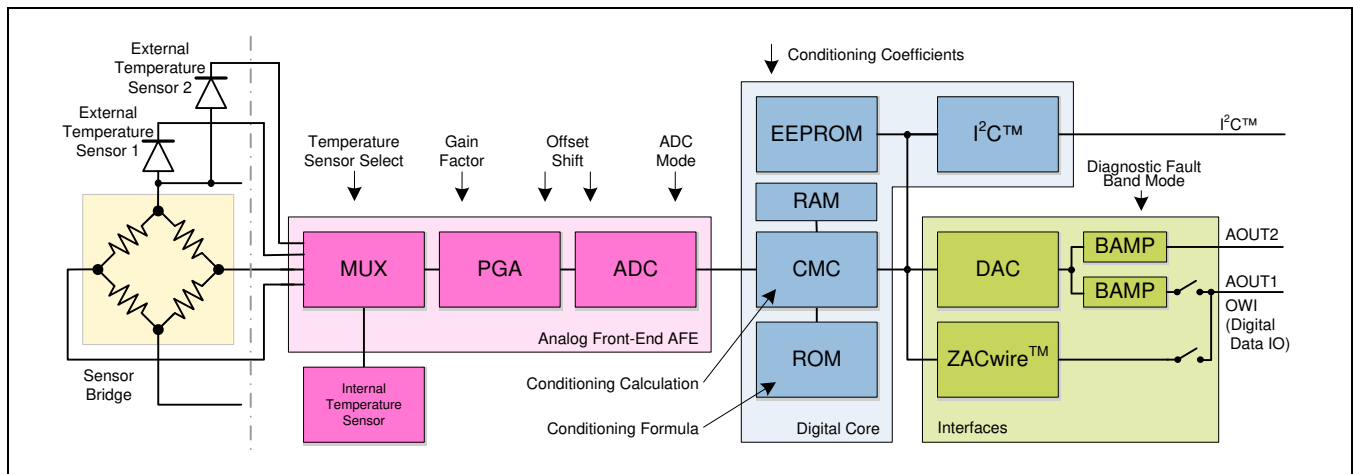 External
Temperature
Sensor 2
External
Temperature
Sensor 1
Sensor
Bridge
Temperature
Sensor Select
Gain
Factor
Offset
Shift
ADC
Mode
MUX
PGA
ADC
Analog Front-End AFE
Internal
Temperature
Sensor
Conditioning Coefficients
EEPROM
I²C™
RAM
CMC
ROM
Digital Core
Conditioning Calculation
Conditioning Formula
I²C™
Diagnostic Fault
Band Mode
DAC
BAMP
BAMP
ZACwire™
Interfaces
AOUT2
AOUT1
OWI
(Digital
Data IO)